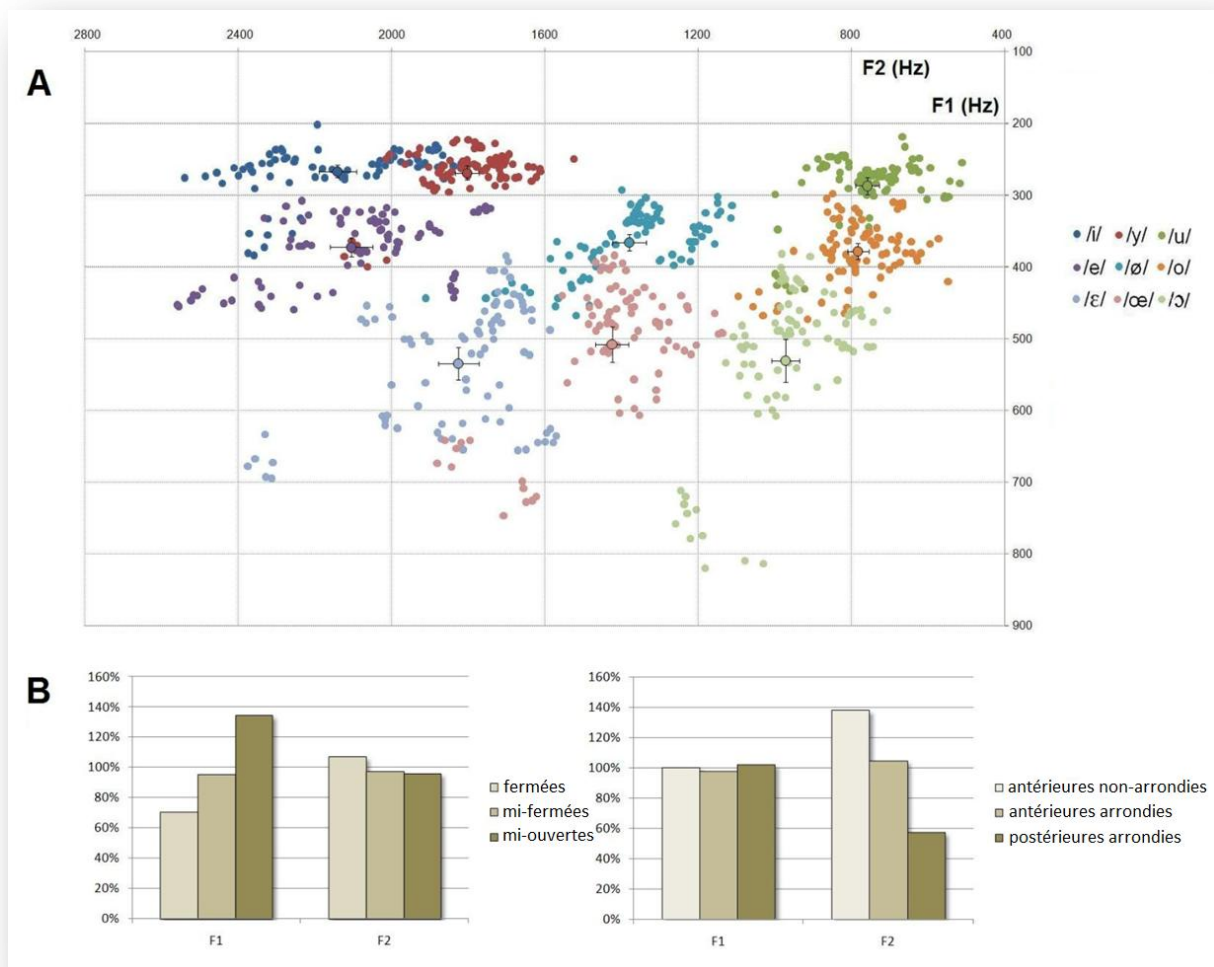 2800 2400 2000 1600 1200 800 400
100
A
F2 (Hz)
F1 (Hz)
200
300
400
500
600
700
800
900
/i/ /y/ /u/
/e/ /ø/ /o/
/ɛ/ /œ/ /ɔ/
B
160%
140%
120%
100%
80%
60%
40%
20%
0%
F1 F2
fermées
mi-fermées
mi-ouvertes
160%
140%
120%
100%
80%
60%
40%
20%
0%
F1 F2
antérieures non-arrondies
antérieures arrondies
postérieures arrondies